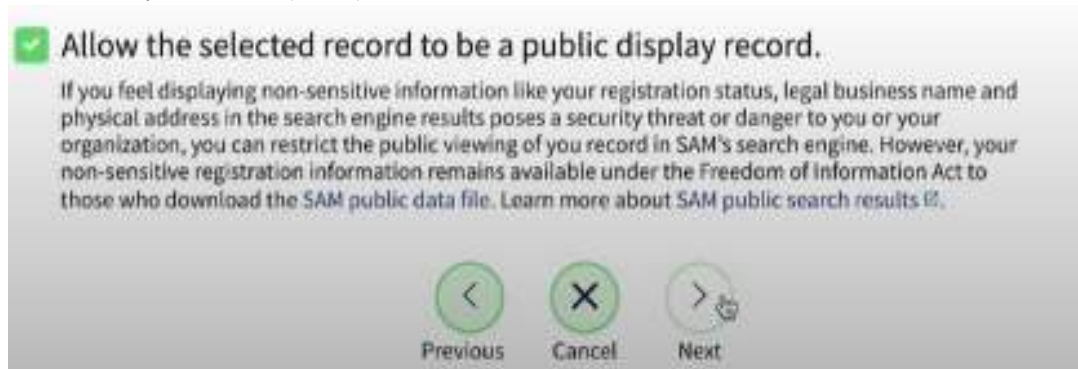 Allow the selected record to be a public display record.
If you feel displaying non-sensitive information like your registration status, legal business name and
physical address in the search engine results poses a security threat or danger to you or your
organization, you can restrict the public viewing of you record in SAM's search engine. However, your
non-sensitive registration information remains available under the Freedom of Information Act to
those who download the SAM public data file. Learn more about SAM public search results.
Previous Cancel Next